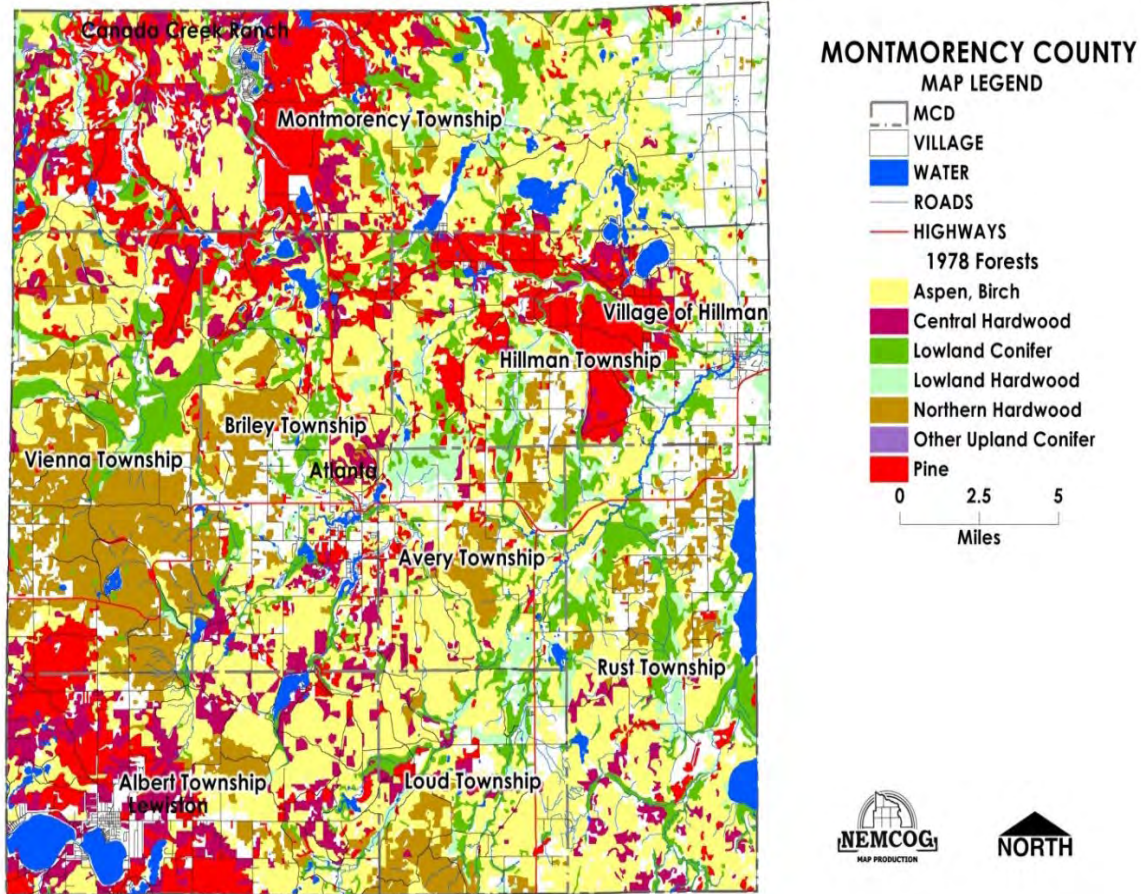 Canada Creek Ranch
Montmorency Township
Village of Hillman
Hillman Township
Briley Township
Vienna Township
Atlanta
Avery Township
Rust Township
Albert Township
Lewiston
Loud Township
MONTMORENCY COUNTY
MAP LEGEND
MCD
VILLAGE
WATER
ROADS
HIGHWAYS
1978 Forests
Aspen, Birch
Central Hardwood
Lowland Conifer
Lowland Hardwood
Northern Hardwood
Other Upland Conifer
Pine
0 2.5 5
Miles
NEMCOG
MAP PRODUCTION
NORTH